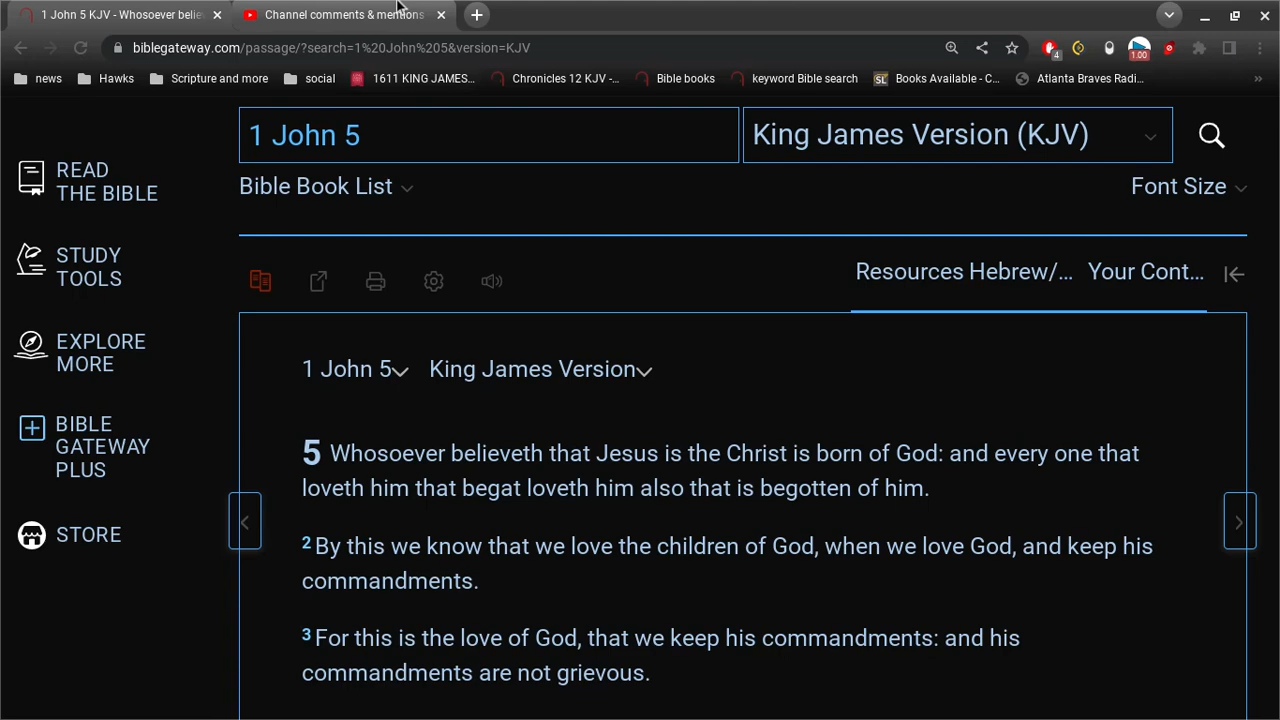 1 John 5 KJV - Whosoever belie
Channel comments & mentions
biblegateway.com/passage/?search=1%20John%205&version=KJV
4
1.00
news
Hawks
Scripture and more
social
1611 KING JAMES...
Chronicles 12 KJV -...
Bible books
keyword Bible search
SL
Books Available - C...
Atlanta Braves Radi...
»
1 John 5
King James Version (KJV)
Bible Book List
Font Size
READ
THE BIBLE
STUDY
TOOLS
EXPLORE
MORE
BIBLE
GATEWAY
PLUS
STORE
Resources Hebrew/... Your Cont...
1 John 5 King James Version
5 Whosoever believeth that Jesus is the Christ is born of God: and every one that
loveth him that begat loveth him also that is begotten of him.
2 By this we know that we love the children of God, when we love God, and keep his
commandments.
3 For this is the love of God, that we keep his commandments: and his
commandments are not grievous.